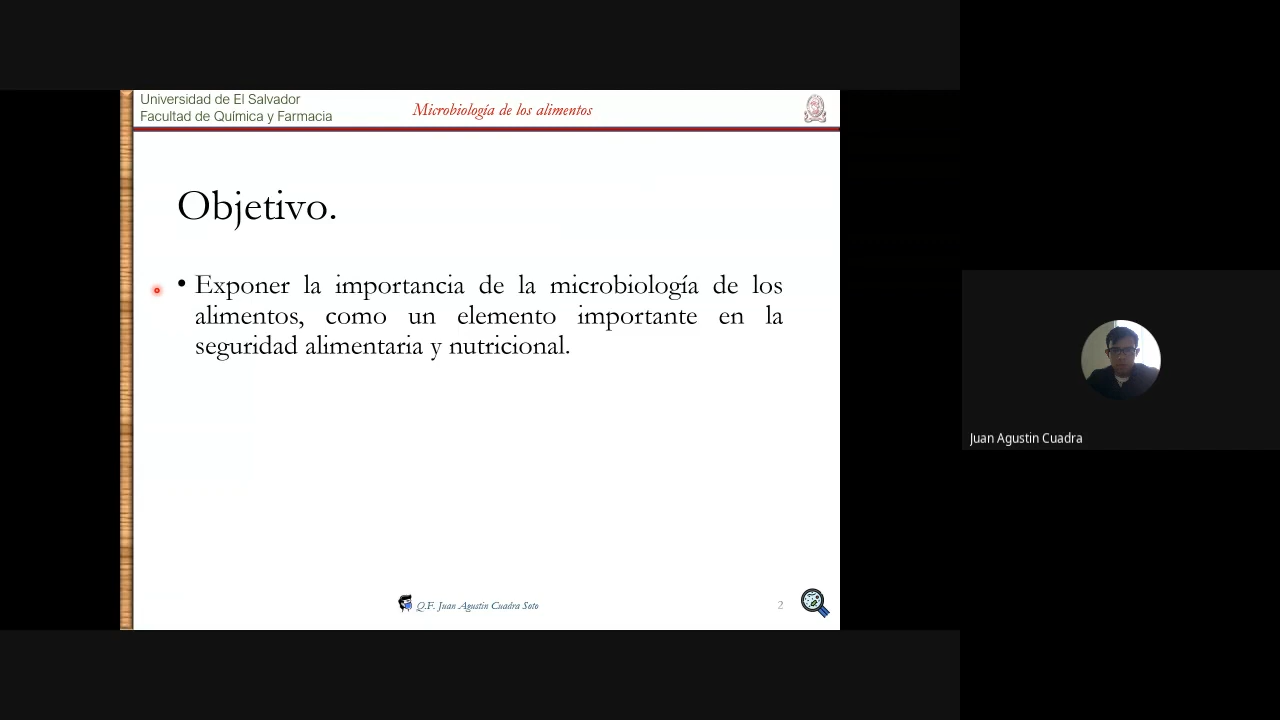 Universidad de El Salvador
Facultad de Química y Farmacia
Microbiología de los alimentos
Objetivo.
• Exponer la importancia de la microbiología de los
alimentos, como un elemento importante en la
seguridad alimentaria y nutricional.
Q.F. Juan Agustin Cuadra Soto
2
Juan Agustin Cuadra